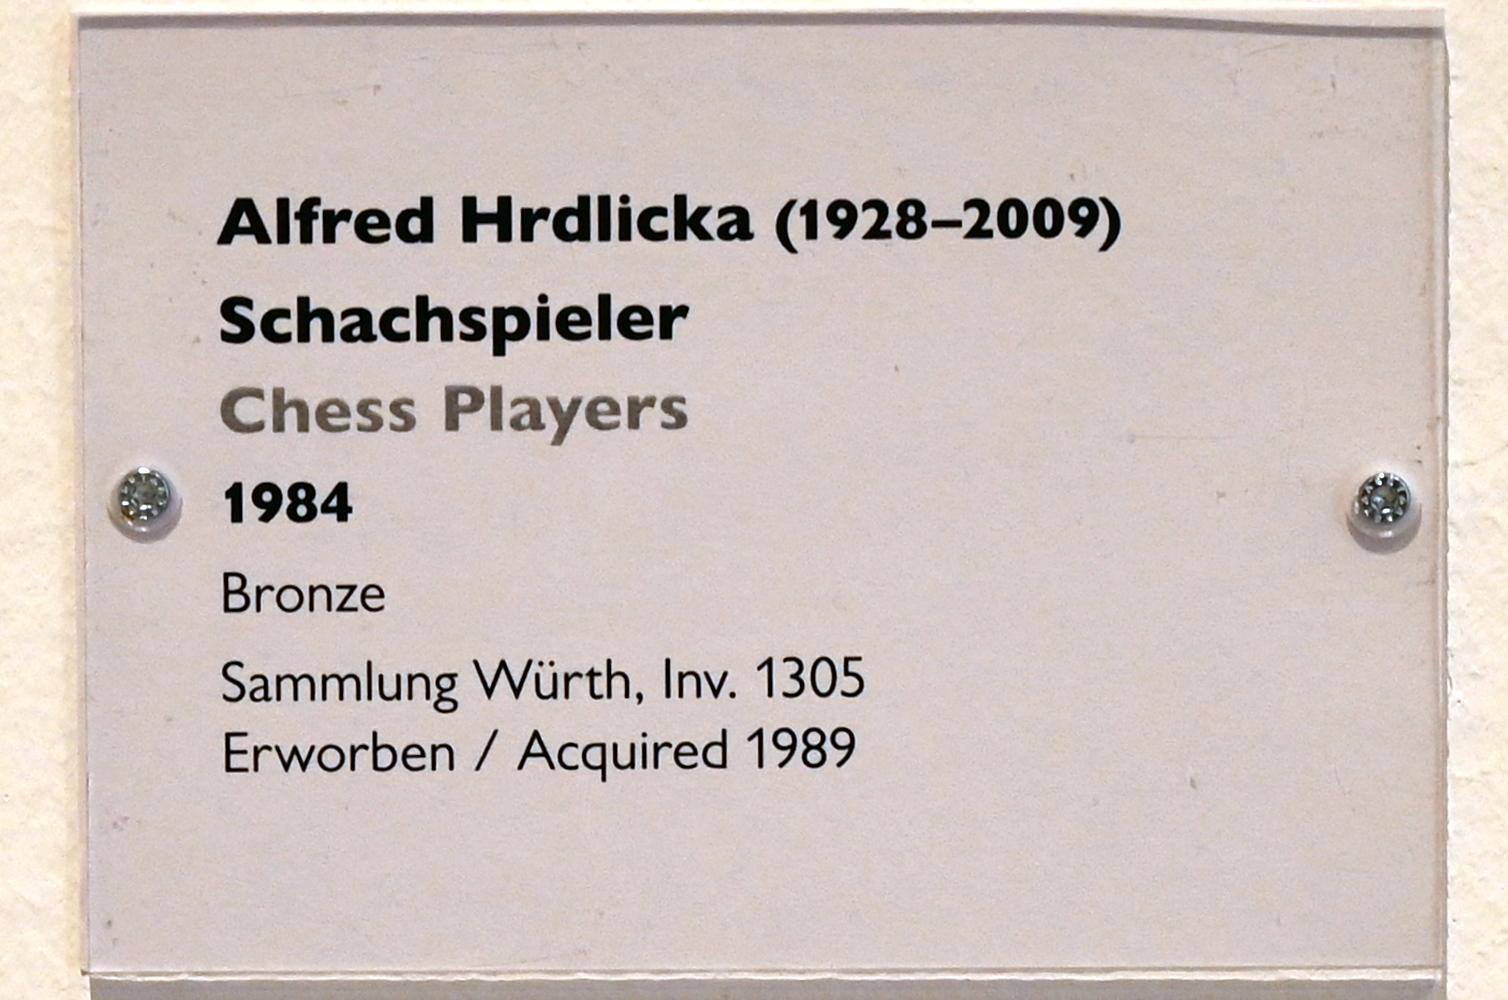 Alfred Hrdlicka (1928–2009)
Schachspieler
Chess Players
1984
Bronze
Sammlung Würth, Inv. 1305
Erworben / Acquired 1989